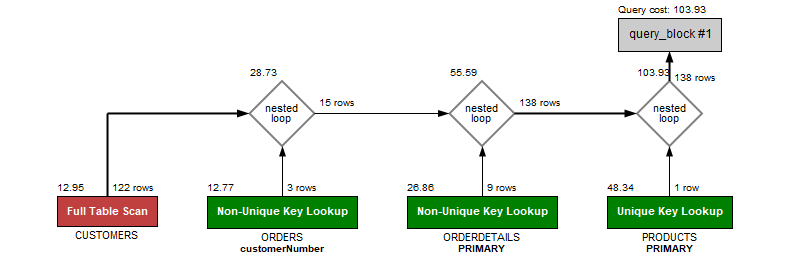 Query cost: 103.93
query_block #1
28.73
55.59
103.93
138 rows
nested
loop
15 rows
nested
loop
138 rows
nested
loop
12.95
122 rows
12.77
3 rows
26.86
9 rows
48.34
1 row
Full Table Scan
Non-Unique Key Lookup
Non-Unique Key Lookup
Unique Key Lookup
CUSTOMERS
ORDERS
customerNumber
ORDERDETAILS
PRIMARY
PRODUCTS
PRIMARY